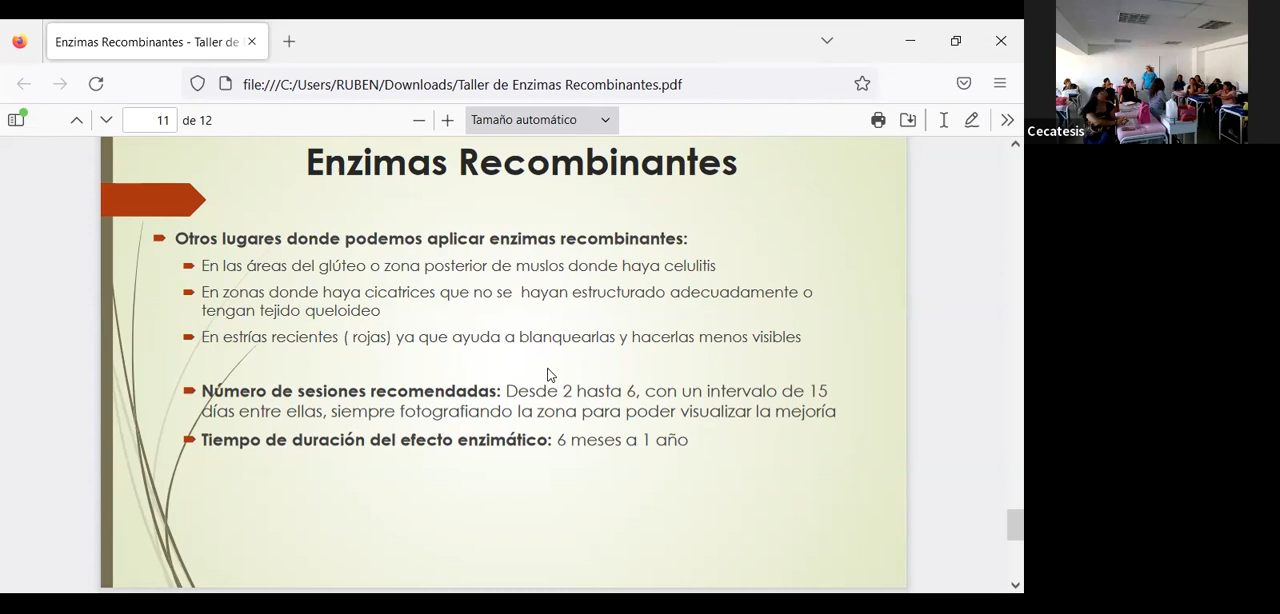 Enzimas Recombinantes - Taller de
file:///C:/Users/RUBEN/Downloads/Taller de Enzimas Recombinantes.pdf
11 de 12
Tamaño automático
Cecatesis
Enzimas Recombinantes
Otros lugares donde podemos aplicar enzimas recombinantes:
En las áreas del glúteo o zona posterior de muslos donde haya celulitis
En zonas donde haya cicatrices que no se hayan estructurado adecuadamente o
tengan tejido queloideo
En estrías recientes ( rojas) ya que ayuda a blanquearlas y hacerlas menos visibles
Número de sesiones recomendadas: Desde 2 hasta 6, con un intervalo de 15
días entre ellas, siempre fotografiando la zona para poder visualizar la mejoría
Tiempo de duración del efecto enzimático: 6 meses a 1 año